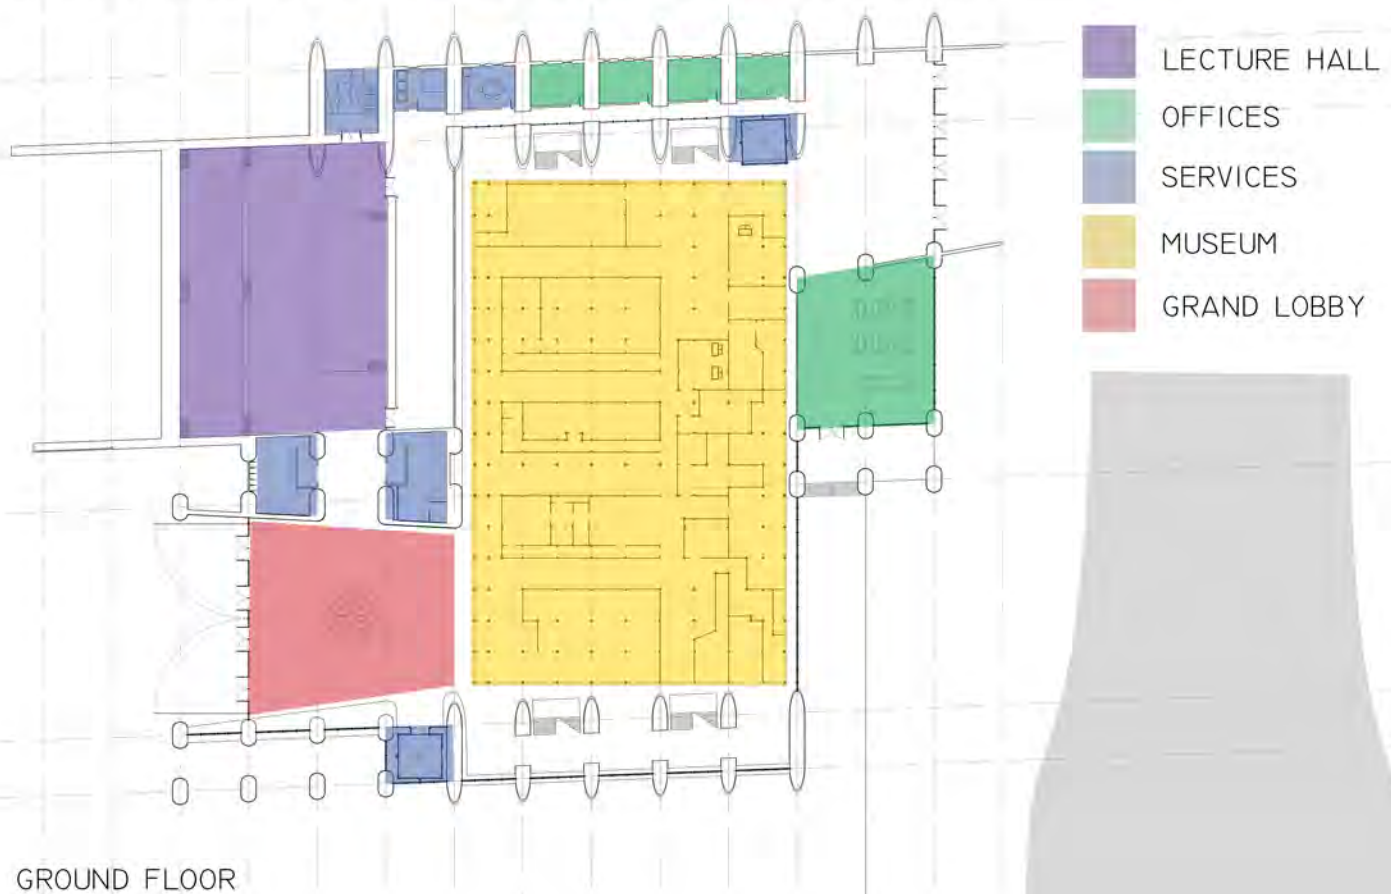 LECTURE HALL
OFFICES
SERVICES
MUSEUM
GRAND LOBBY
GROUND FLOOR